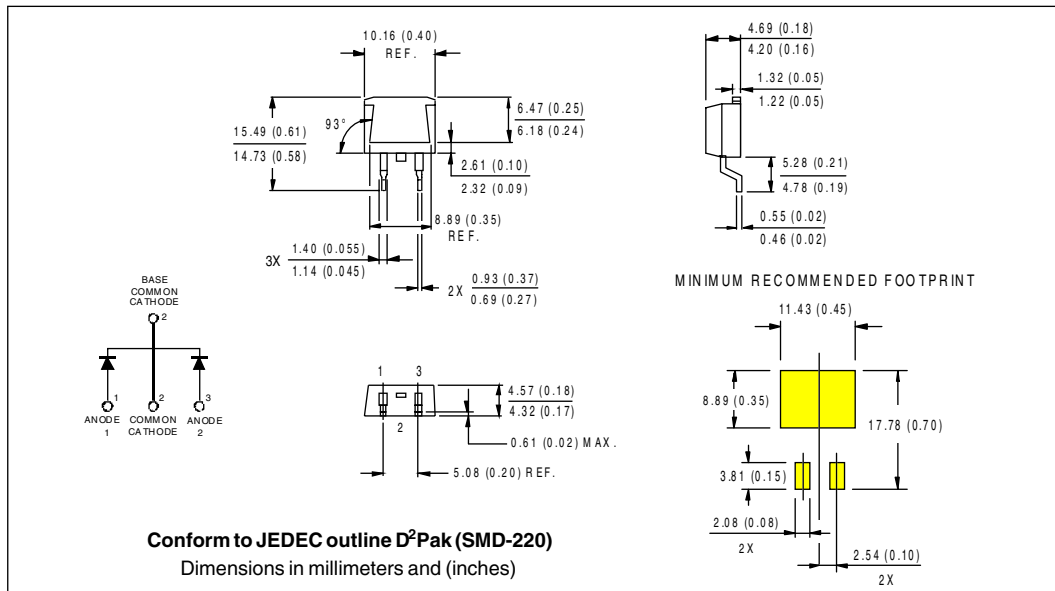 10.16 (0.40)
REF.
15.49 (0.61)
14.73 (0.58)
93°
6.47 (0.25)
6.18 (0.24)
2.61 (0.10)
2.32 (0.09)
8.89 (0.35)
REF.
3X
1.40 (0.055)
1.14 (0.045)
2X
0.93 (0.37)
0.69 (0.27)
4.69 (0.18)
4.20 (0.16)
1.32 (0.05)
1.22 (0.05)
5.28 (0.21)
4.78 (0.19)
0.55 (0.02)
0.46 (0.02)
BASE
COMMON
CATHODE
2
1
2
3
ANODE
1
COMMON
CATHODE
ANODE
2
1
3
2
4.57 (0.18)
4.32 (0.17)
0.61 (0.02) MAX.
5.08 (0.20) REF.
MINIMUM RECOMMENDED FOOTPRINT
11.43 (0.45)
8.89 (0.35)
17.78 (0.70)
3.81 (0.15)
2.08 (0.08)
2X
2.54 (0.10)
2X
Conform to JEDEC outline D²Pak (SMD-220)
Dimensions in millimeters and (inches)